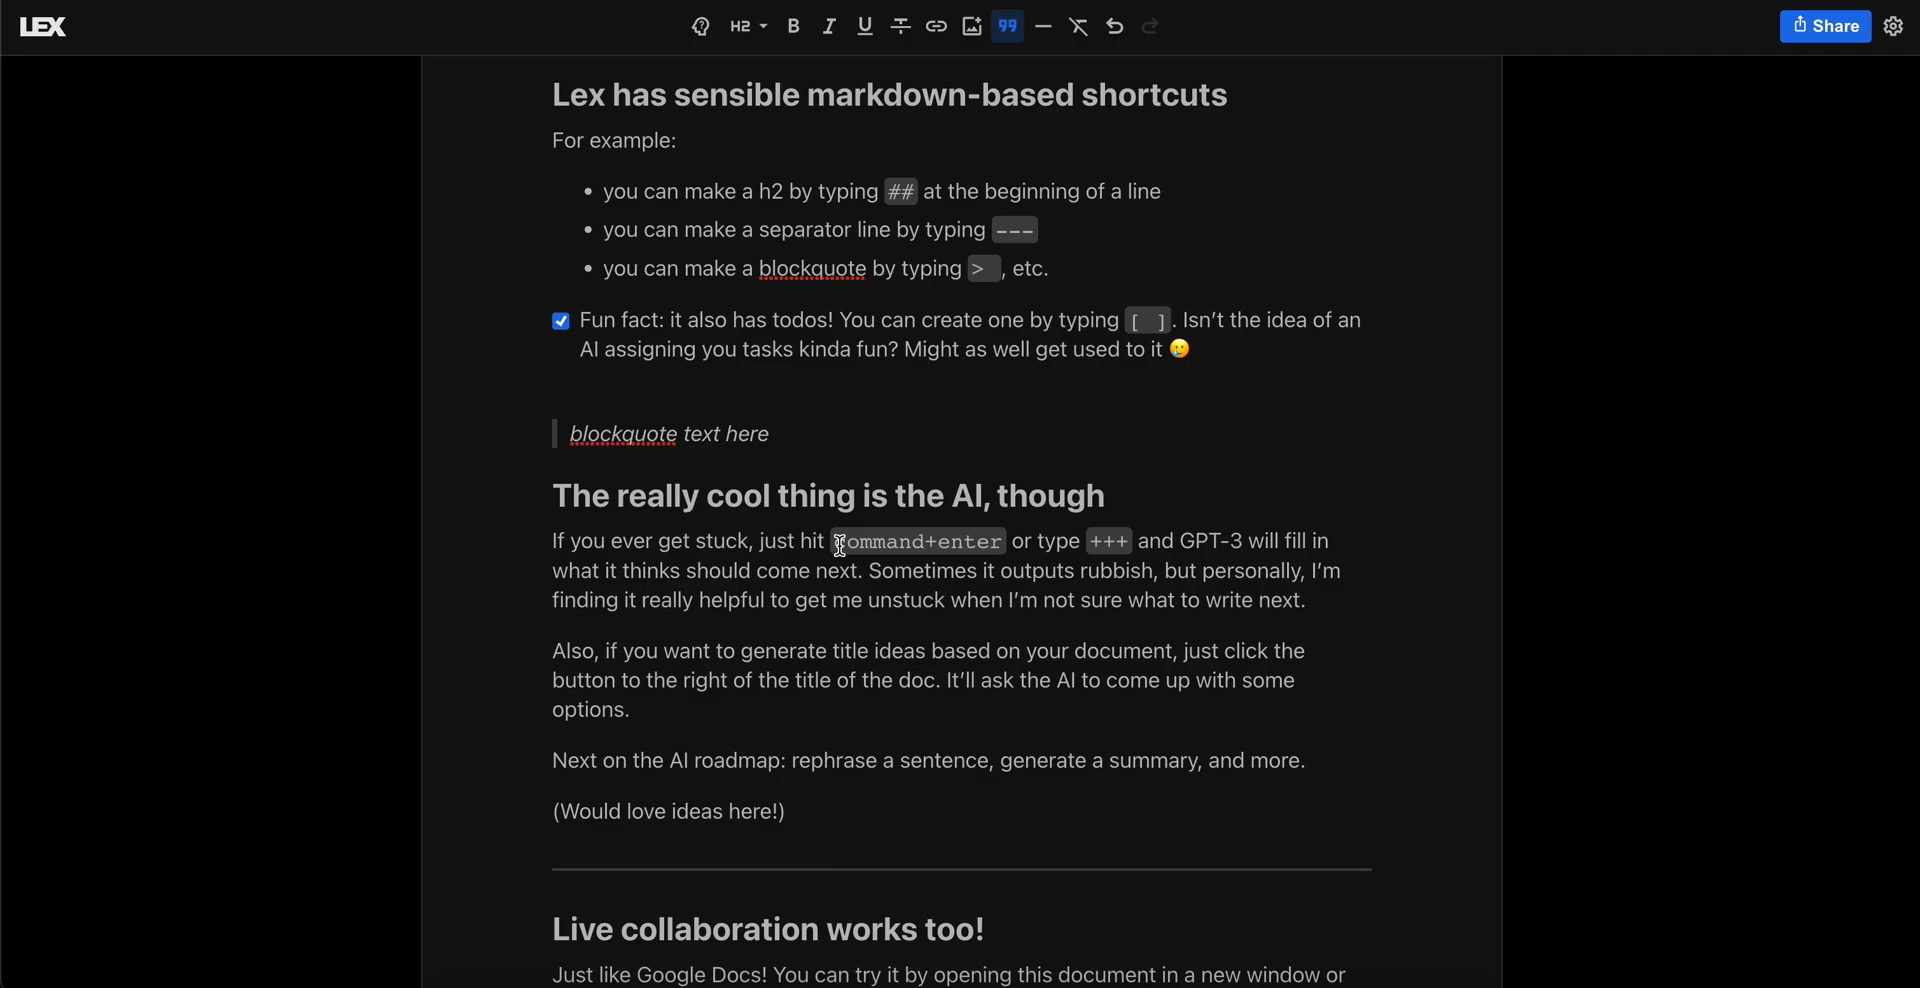 LEX
H2
B I U T
Share
Lex has sensible markdown-based shortcuts
For example:
• you can make a h2 by typing ## at the beginning of a line
• you can make a separator line by typing ---
• you can make a blockquote by typing > , etc.
Fun fact: it also has todos! You can create one by typing [ ]. Isn’t the idea of an
AI assigning you tasks kinda fun? Might as well get used to it 🥲
blockquote text here
The really cool thing is the AI, though
If you ever get stuck, just hit command+enter or type +++ and GPT-3 will fill in
what it thinks should come next. Sometimes it outputs rubbish, but personally, I’m
finding it really helpful to get me unstuck when I’m not sure what to write next.
Also, if you want to generate title ideas based on your document, just click the
button to the right of the title of the doc. It’ll ask the AI to come up with some
options.
Next on the AI roadmap: rephrase a sentence, generate a summary, and more.
(Would love ideas here!)
Live collaboration works too!
Just like Google Docs! You can try it by opening this document in a new window or